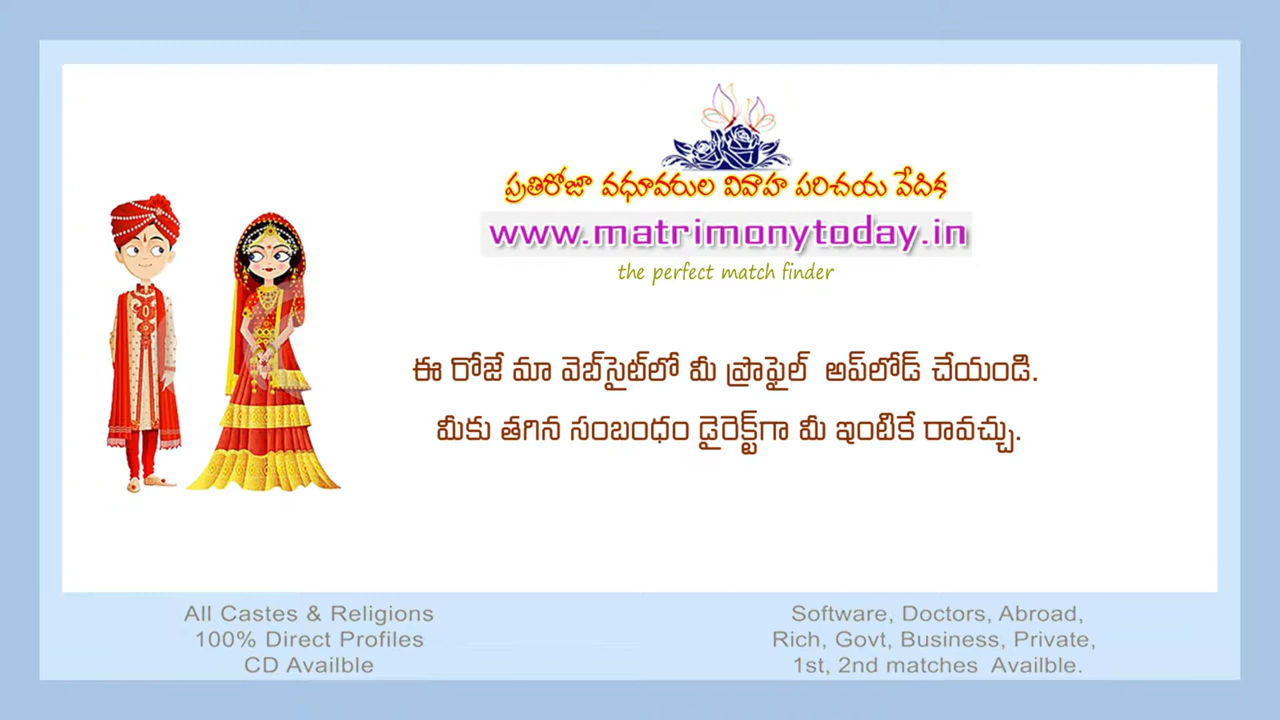 ప్రతిరోజూ వధూవరుల వివాహ పరిచయ వేదిక
www.matrimonytoday.in
the perfect match finder
ఈ రోజే మా వెబ్‌సైట్‌లో మీ ప్రొఫైల్ అప్‌లోడ్ చేయండి.
మీకు తగిన సంబంధం డైరెక్ట్‌గా మీ ఇంటికే రావచ్చు.
All Castes & Religions
100% Direct Profiles
CD Availble
Software, Doctors, Abroad,
Rich, Govt, Business, Private,
1st, 2nd matches Availble.